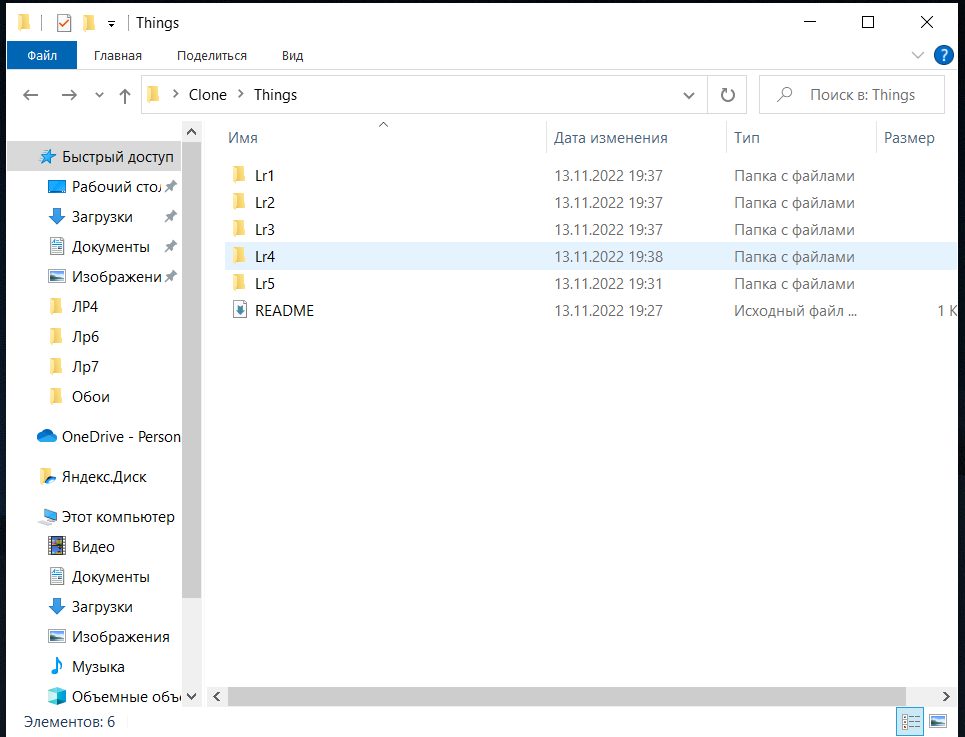 Things
Файл Главная Поделиться Вид ?
Clone Things Поиск в: Things
Имя Дата изменения Тип Размер
Быстрый доступ
Рабочий сто
Загрузки
Документы
Изображени
ЛР4
Лр6
Лр7
Обои
OneDrive - Person
Яндекс.Диск
Этот компьютер
Видео
Документы
Загрузки
Изображения
Музыка
Объемные объ
Lr1 13.11.2022 19:37 Папка с файлами
Lr2 13.11.2022 19:37 Папка с файлами
Lr3 13.11.2022 19:37 Папка с файлами
Lr4 13.11.2022 19:38 Папка с файлами
Lr5 13.11.2022 19:31 Папка с файлами
README 13.11.2022 19:27 Исходный файл ... 1 К
Элементов: 6